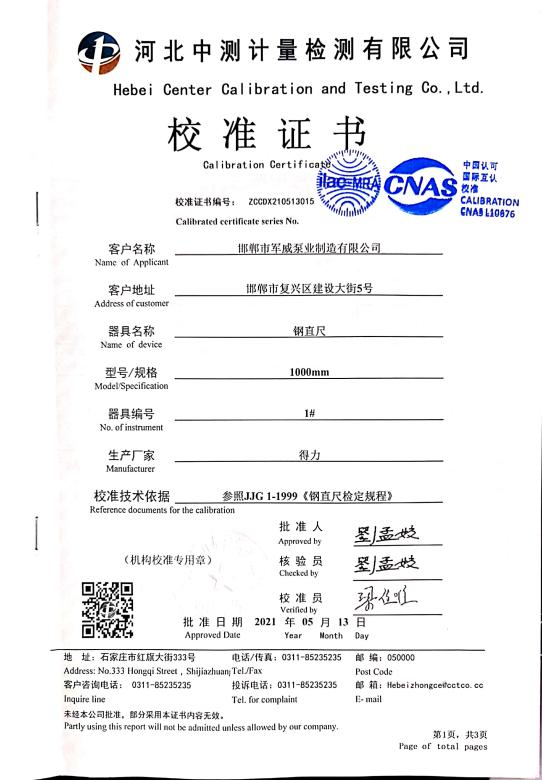 河北中测计量检测有限公司
Hebei Center Calibration and Testing Co.,Ltd.
校准证书
Calibration Certificate
ilac-MRA
CNAS
中国认可
国际互认
校准
CALIBRATION
CNAS L10676
校准证书编号： ZCCDX210513015
Calibrated certificate series No.
客户名称 邯郸市军威泵业制造有限公司
Name of Applicant
客户地址 邯郸市复兴区建设大街5号
Address of customer
器具名称 钢直尺
Name of device
型号/规格 1000mm
Model/Specification
器具编号 1#
No. of instrument
生产厂家 得力
Manufacturer
校准技术依据 参照JJG 1-1999《钢直尺检定规程》
Reference documents for the calibration
批准人
Approved by
（机构校准专用章） 核验员
Checked by
校准员
Verified by
批准日期 2021 年 05 月 13 日
Approved Date Year Month Day
地 址：石家庄市红旗大街333号 电话/传真：0311-85235235 邮 编：050000
Address: No.333 Hongqi Street , Shijiazhuang Tel./Fax Post Code
客户咨询电话： 0311-85235235 投诉电话：0311-85235235 邮 箱：Hebeizhongce@cctco.cc
Inquire line Tel. for complaint E- mail
未经本公司批准，部分采用本证书内容无效。
Partly using this report will not be admitted unless allowed by our company.
第1页，共3页
Page of total pages